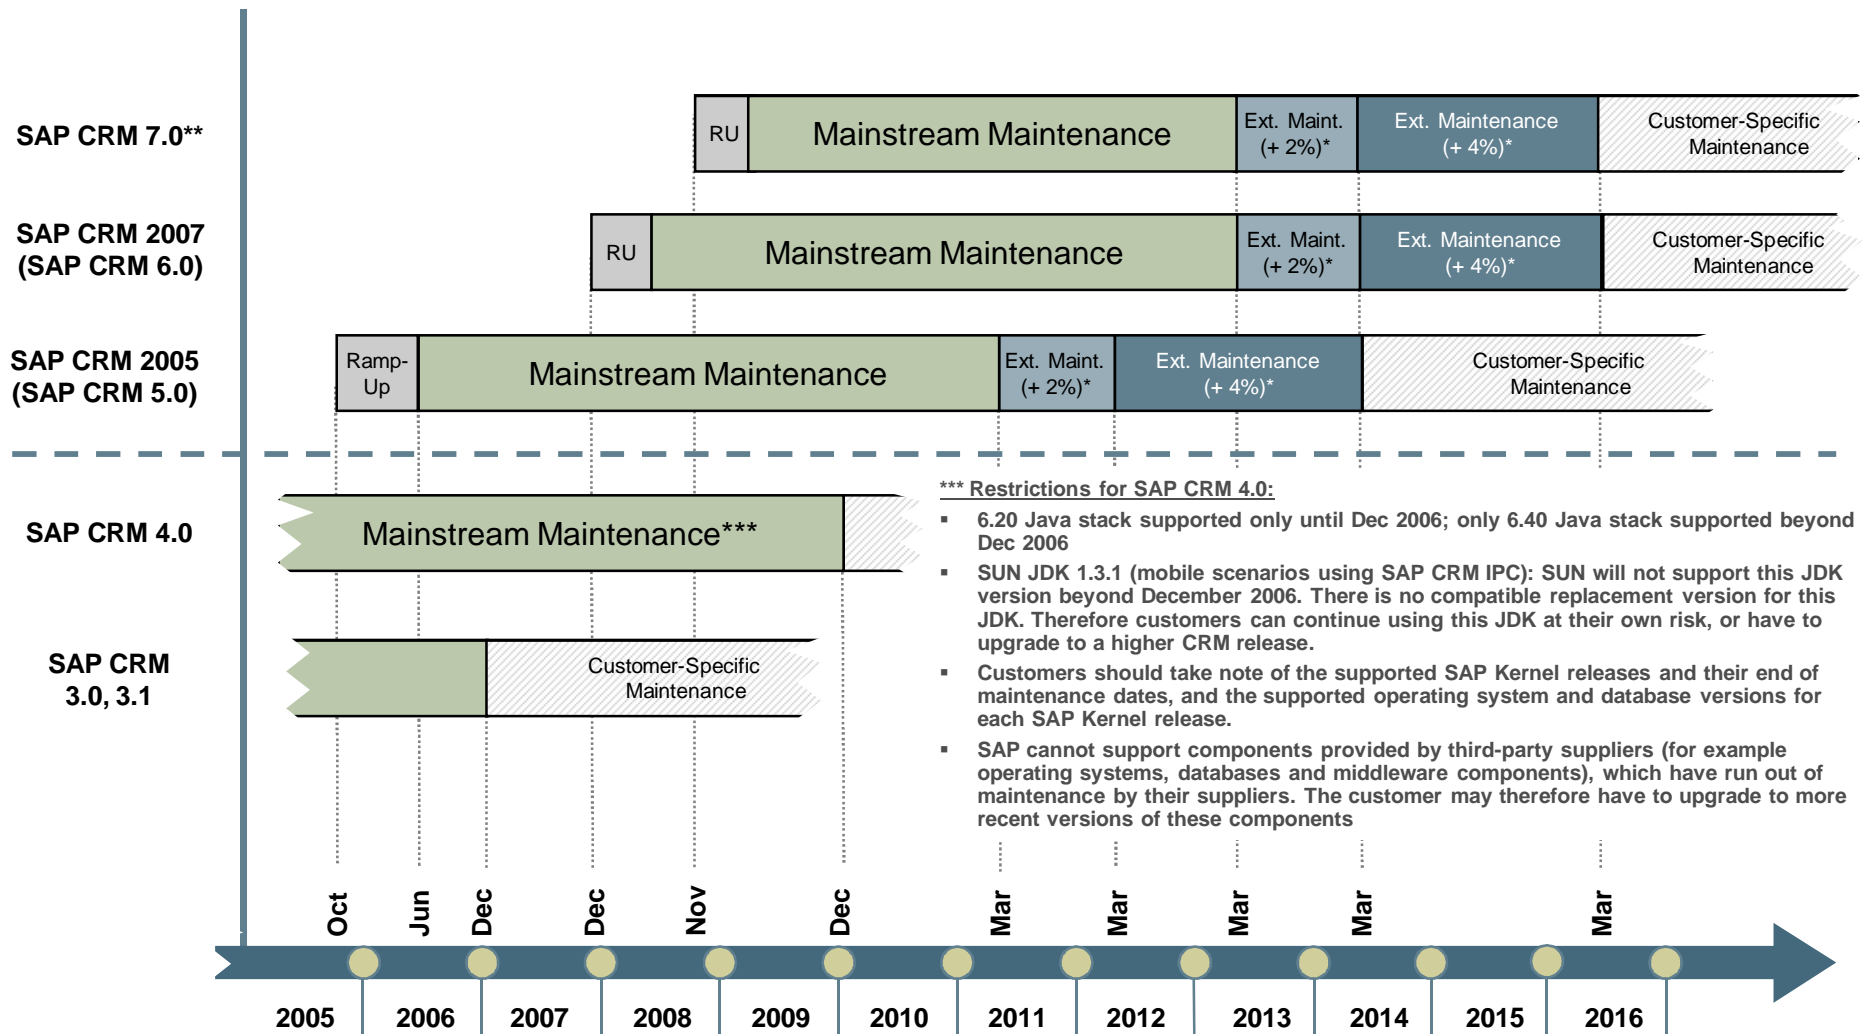 SAP CRM 7.0**
RU
Mainstream Maintenance
Ext. Maint.
(+ 2%)*
Ext. Maintenance
(+ 4%)*
Customer-Specific
Maintenance
SAP CRM 2007
(SAP CRM 6.0)
RU
Mainstream Maintenance
Ext. Maint.
(+ 2%)*
Ext. Maintenance
(+ 4%)*
Customer-Specific
Maintenance
SAP CRM 2005
(SAP CRM 5.0)
Ramp-
Up
Mainstream Maintenance
Ext. Maint.
(+ 2%)*
Ext. Maintenance
(+ 4%)*
Customer-Specific
Maintenance
SAP CRM 4.0
Mainstream Maintenance***
SAP CRM
3.0, 3.1
Customer-Specific
Maintenance
*** Restrictions for SAP CRM 4.0:
▪ 6.20 Java stack supported only until Dec 2006; only 6.40 Java stack supported beyond
Dec 2006
▪ SUN JDK 1.3.1 (mobile scenarios using SAP CRM IPC): SUN will not support this JDK
version beyond December 2006. There is no compatible replacement version for this
JDK. Therefore customers can continue using this JDK at their own risk, or have to
upgrade to a higher CRM release.
▪ Customers should take note of the supported SAP Kernel releases and their end of
maintenance dates, and the supported operating system and database versions for
each SAP Kernel release.
▪ SAP cannot support components provided by third-party suppliers (for example
operating systems, databases and middleware components), which have run out of
maintenance by their suppliers. The customer may therefore have to upgrade to more
recent versions of these components
Oct
Jun
Dec
Dec
Nov
Dec
Mar
Mar
Mar
Mar
Mar
2005
2006
2007
2008
2009
2010
2011
2012
2013
2014
2015
2016